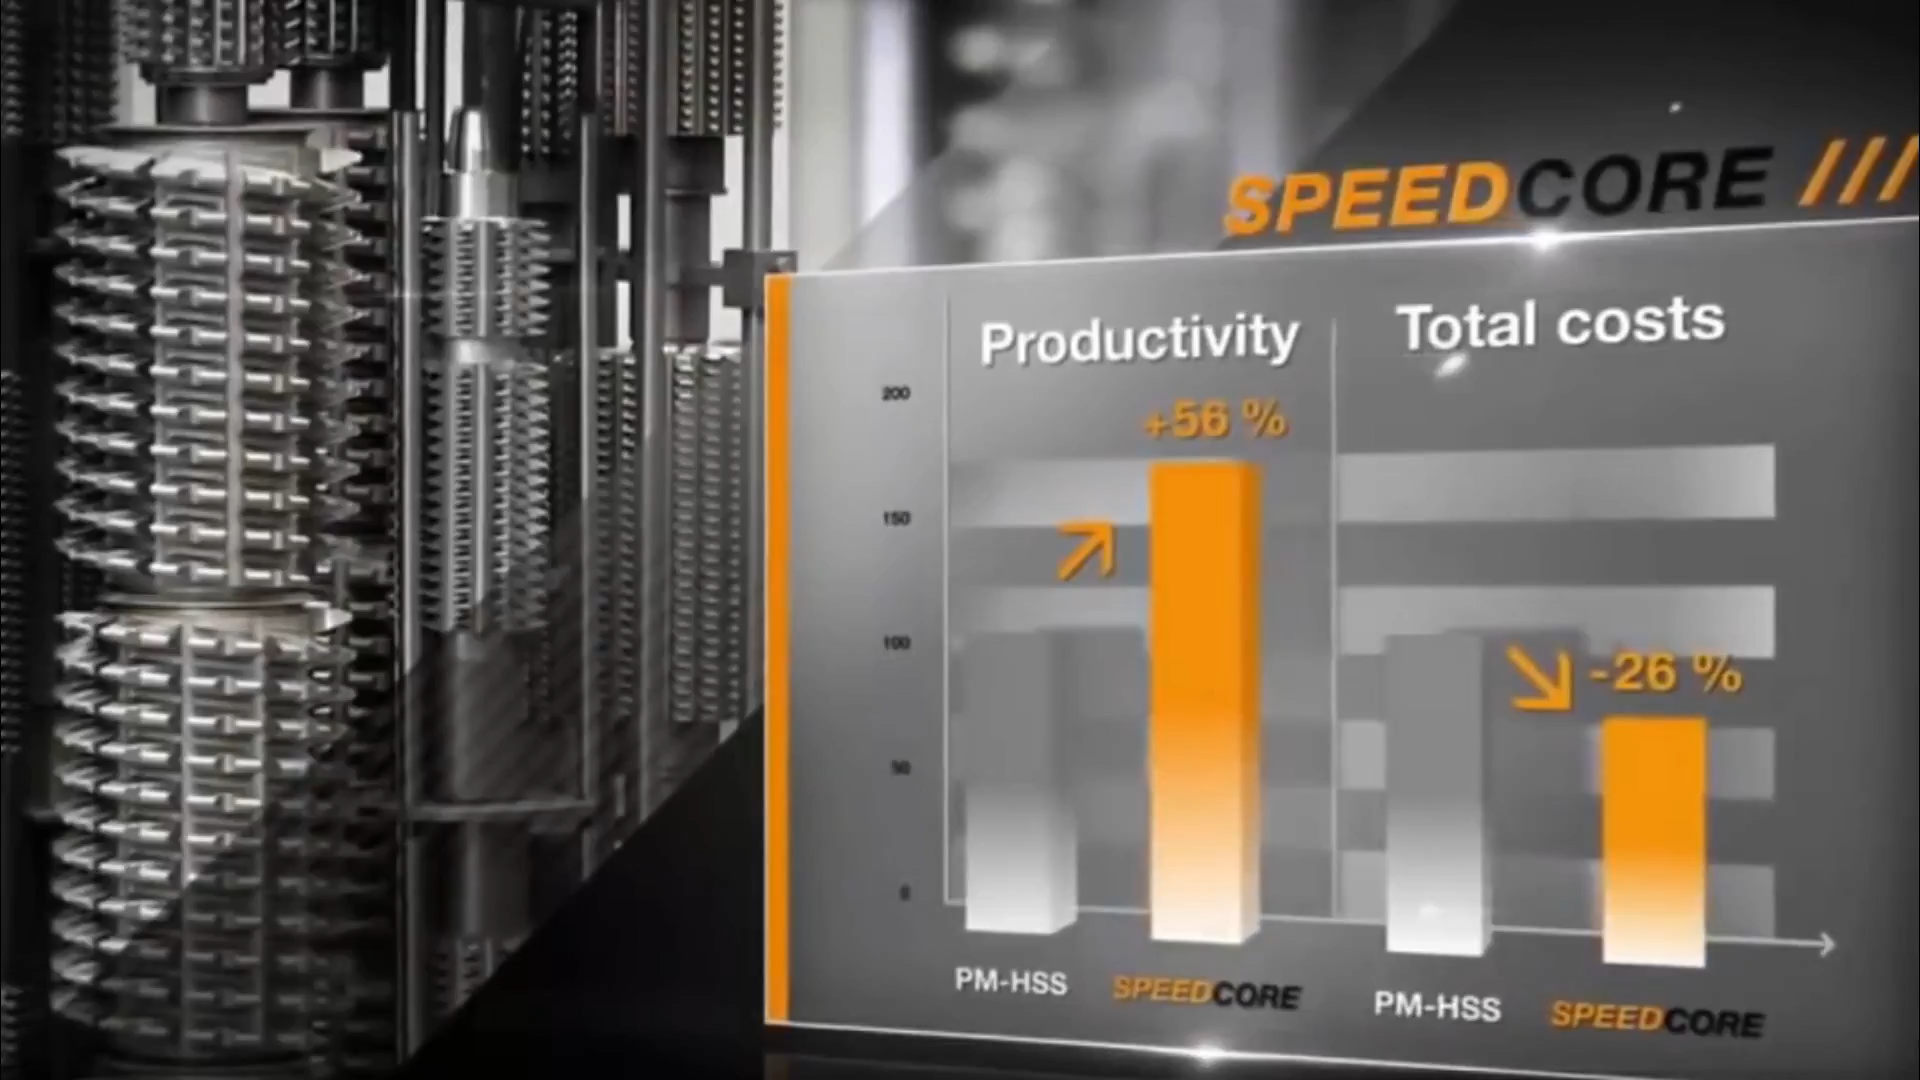 SPEEDCORE ///
Productivity
Total costs
200
+56 %
150
100
-26 %
50
0
PM-HSS
SPEEDCORE
PM-HSS
SPEEDCORE